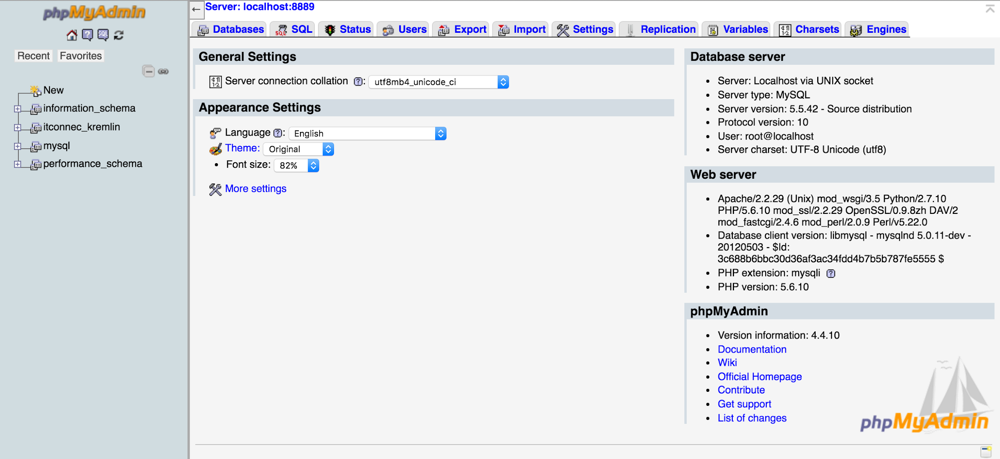 phpMyAdmin
Recent Favorites
New
information_schema
itconnec_kremlin
mysql
performance_schema
Server: localhost:8889
Databases SQL Status Users Export Import Settings Replication Variables Charsets Engines
General Settings
Server connection collation : utf8mb4_unicode_ci
Appearance Settings
Language : English
Theme: Original
• Font size: 82%
More settings
Database server
• Server: Localhost via UNIX socket
• Server type: MySQL
• Server version: 5.5.42 - Source distribution
• Protocol version: 10
• User: root@localhost
• Server charset: UTF-8 Unicode (utf8)
Web server
• Apache/2.2.29 (Unix) mod_wsgi/3.5 Python/2.7.10
PHP/5.6.10 mod_ssl/2.2.29 OpenSSL/0.9.8zh DAV/2
mod_fastcgi/2.4.6 mod_perl/2.0.9 Perl/v5.22.0
• Database client version: libmysql - mysqlnd 5.0.11-dev -
20120503 - $Id:
3c688b6bbc30d36af3ac34fdd4b7b5b787fe5555 $
• PHP extension: mysqli
• PHP version: 5.6.10
phpMyAdmin
• Version information: 4.4.10
• Documentation
• Wiki
• Official Homepage
• Contribute
• Get support
• List of changes
phpMyAdmin